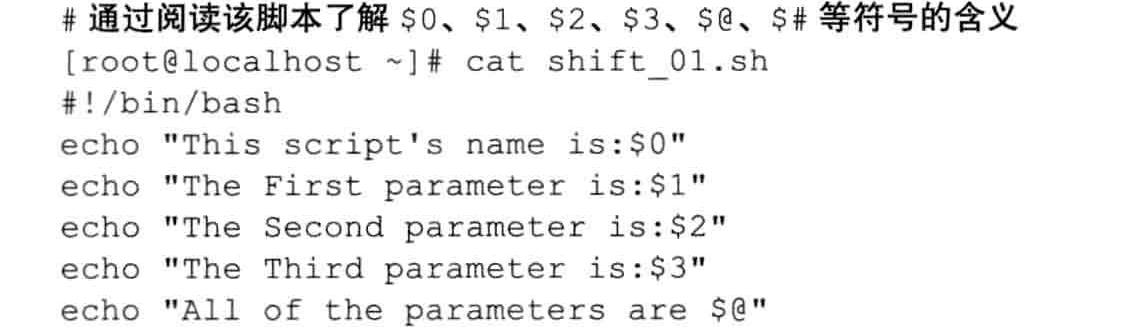 # 通过阅读该脚本了解 $0、$1、$2、$3、$@、$# 等符号的含义
[root@localhost ~]# cat shift_01.sh
#!/bin/bash
echo "This script's name is:$0"
echo "The First parameter is:$1"
echo "The Second parameter is:$2"
echo "The Third parameter is:$3"
echo "All of the parameters are $@"